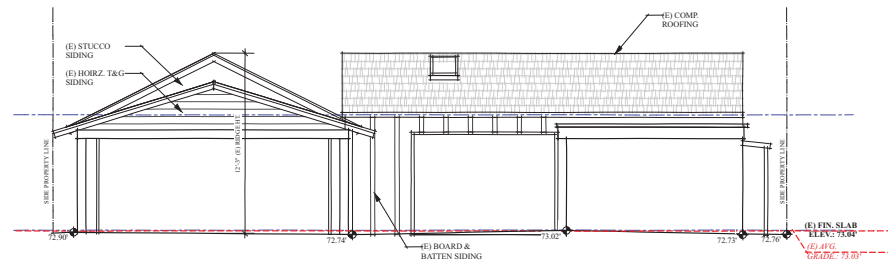 (E) COMP.
ROOFING
(E) STUCCO
SIDING
(E) HOIRZ. T&G
SIDING
SIDE PROPERTY LINE
12'-3" (E) RIDGE HT
SIDE PROPERTY LINE
72.90'
72.74'
(E) BOARD &
BATTEN SIDING
73.02'
72.73'
72.76'
(E) FIN. SLAB
ELEV.: 73.04'
(E) AVG.
GRADE.: 73.03'